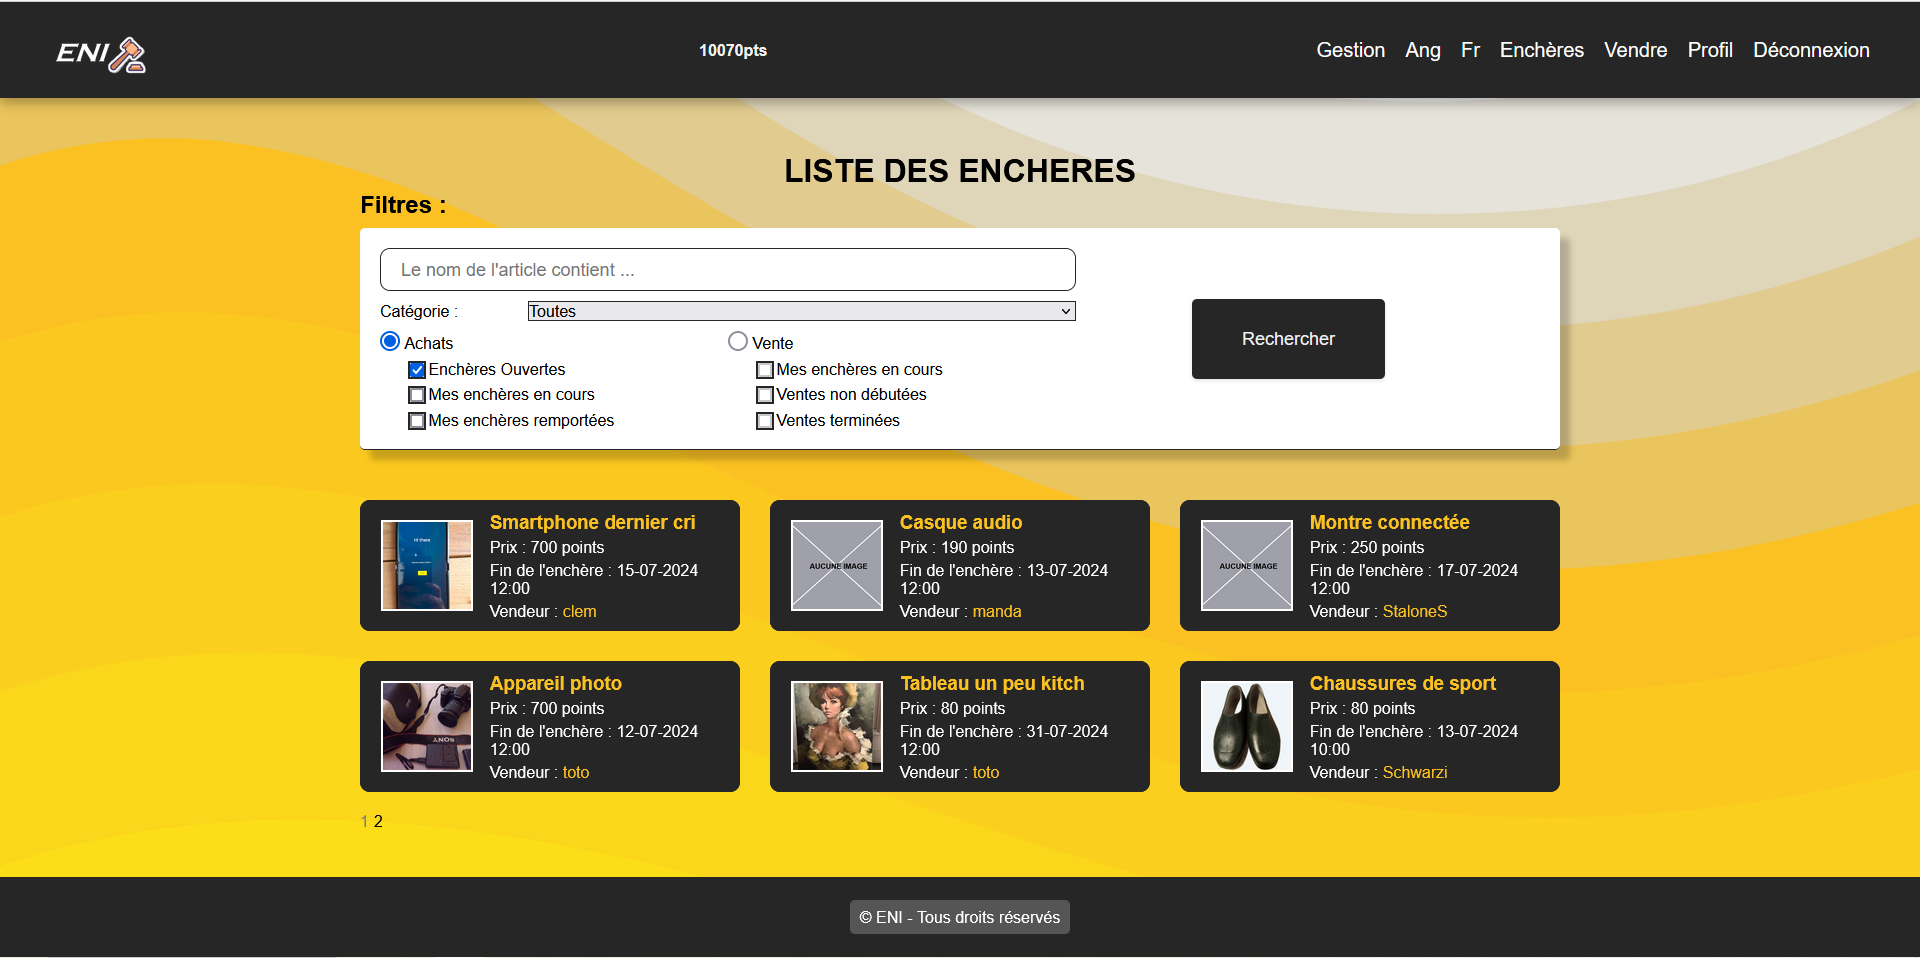 ENI
10070pts
Gestion Ang Fr Enchères Vendre Profil Déconnexion
LISTE DES ENCHERES
Filtres :
Le nom de l'article contient ...
Catégorie : Toutes
Rechercher
Achats
Enchères Ouvertes
Mes enchères en cours
Mes enchères remportées
Vente
Mes enchères en cours
Ventes non débutées
Ventes terminées
Hi there
Smartphone dernier cri
Prix : 700 points
Fin de l'enchère : 15-07-2024
12:00
Vendeur : clem
AUCUNE IMAGE
Casque audio
Prix : 190 points
Fin de l'enchère : 13-07-2024
12:00
Vendeur : manda
AUCUNE IMAGE
Montre connectée
Prix : 250 points
Fin de l'enchère : 17-07-2024
12:00
Vendeur : StaloneS
SONY
Appareil photo
Prix : 700 points
Fin de l'enchère : 12-07-2024
12:00
Vendeur : toto
Tableau un peu kitch
Prix : 80 points
Fin de l'enchère : 31-07-2024
12:00
Vendeur : toto
Chaussures de sport
Prix : 80 points
Fin de l'enchère : 13-07-2024
10:00
Vendeur : Schwarzi
1 2
© ENI - Tous droits réservés